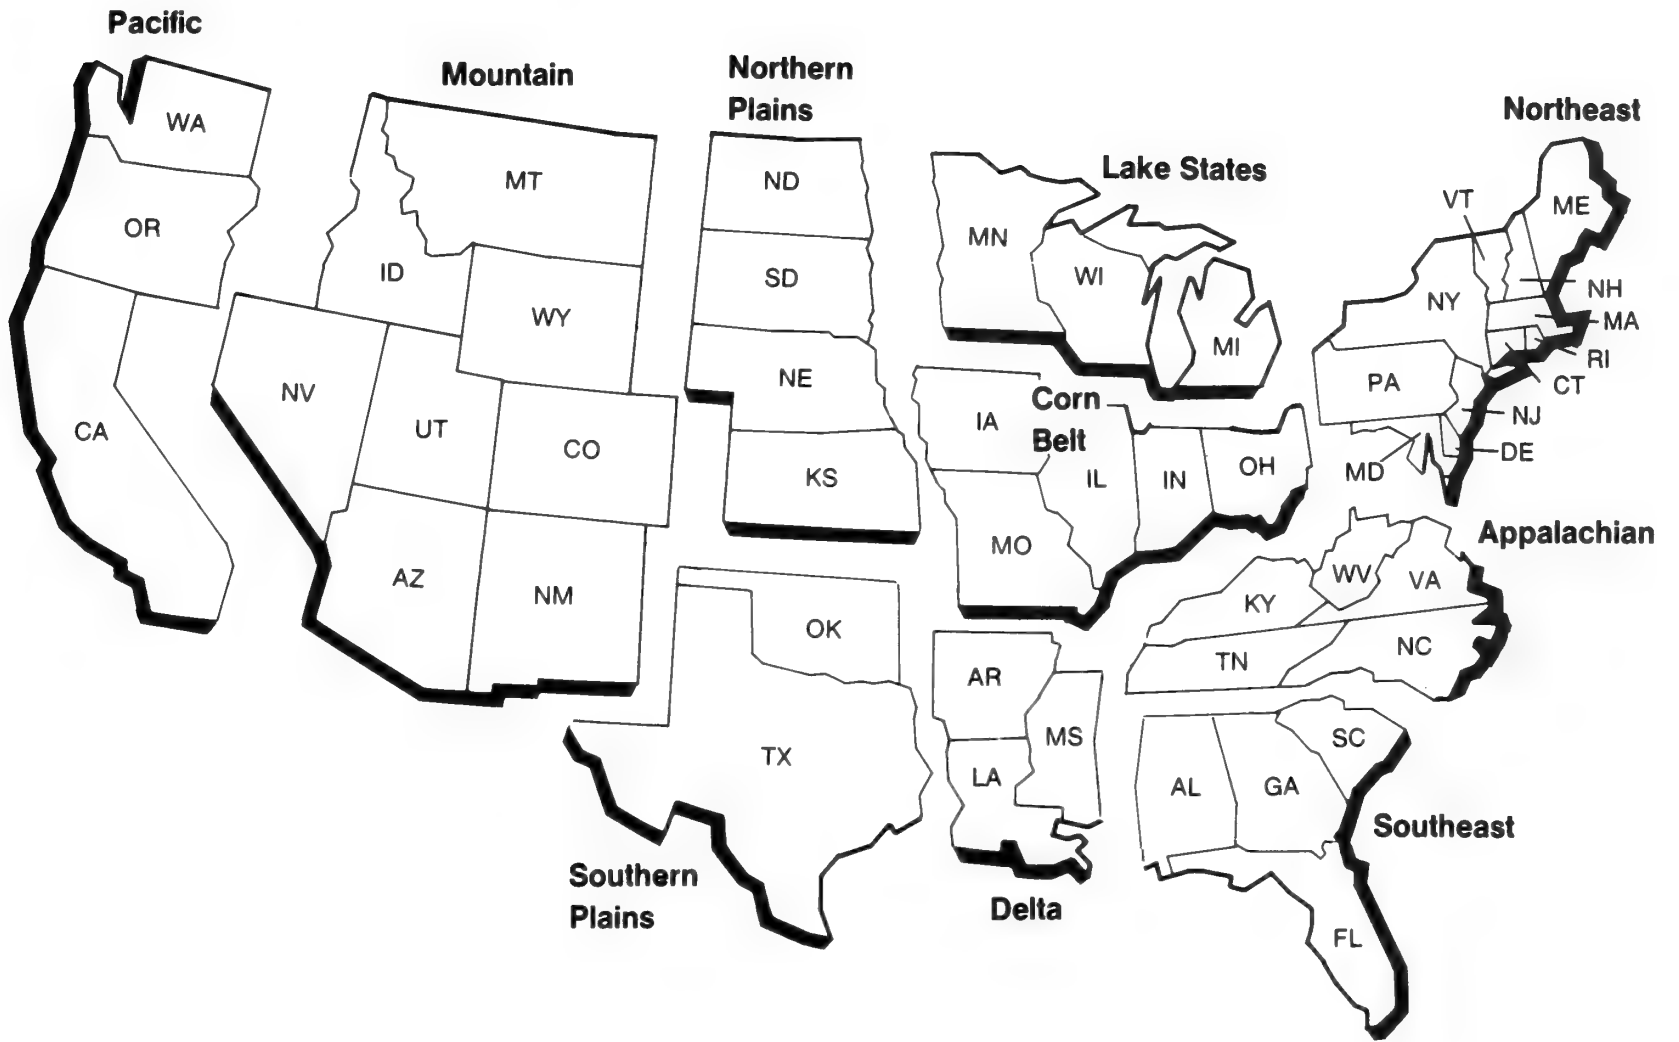 Pacific
WA
OR
CA
Mountain
MT
ID
WY
NV
UT
CO
AZ
NM
Northern
Plains
ND
SD
NE
KS
Lake States
MN
WI
MI
Corn
Belt
IA
IL
IN
OH
MO
Northeast
VT
ME
NY
NH
MA
RI
CT
PA
NJ
DE
MD
Appalachian
WV
VA
KY
NC
TN
Southern
Plains
OK
TX
Delta
AR
MS
LA
Southeast
SC
AL
GA
FL